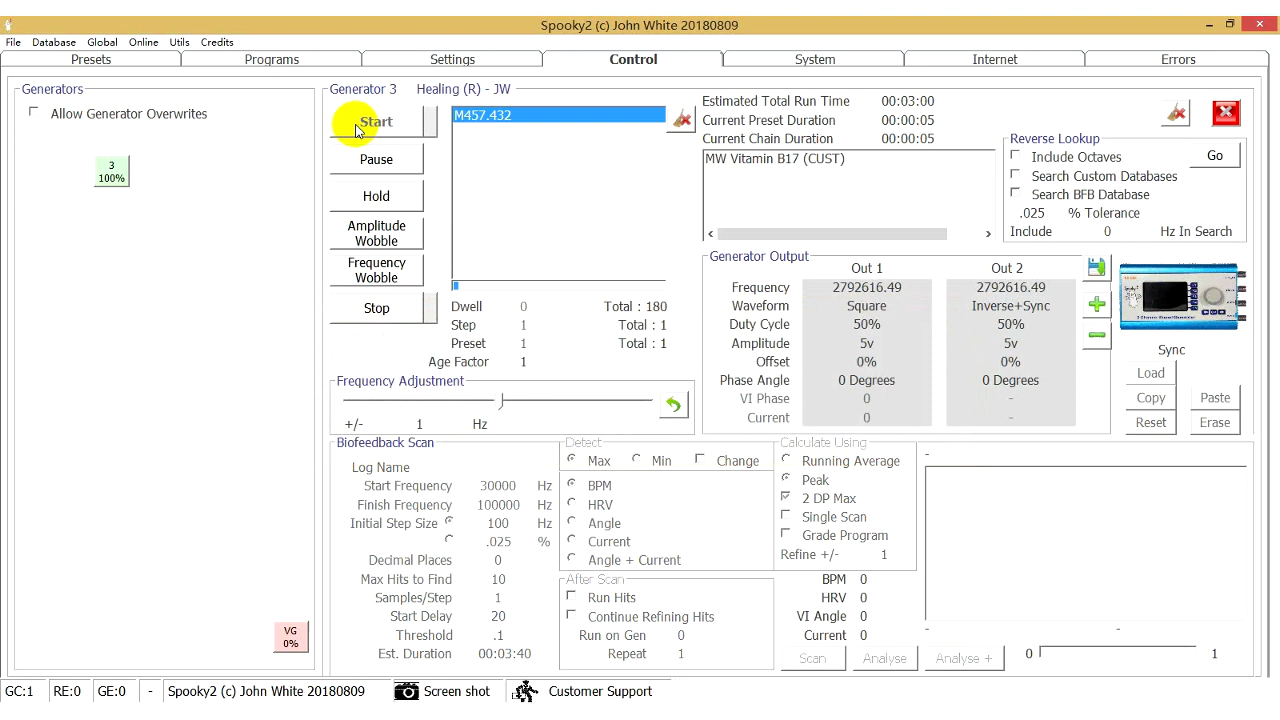 Spooky2 (c) John White 20180809
File Database Global Online Utils Credits
Presets Programs Settings Control System Internet Errors
Generators
Allow Generator Overwrites
3
100%
VG
0%
Generator 3 Healing (R) - JW
Start
Pause
Hold
Amplitude
Wobble
Frequency
Wobble
Stop
M457.432
Dwell 0 Total : 180
Step 1 Total : 1
Preset 1 Total : 1
Age Factor 1
Estimated Total Run Time 00:03:00
Current Preset Duration 00:00:05
Current Chain Duration 00:00:05
MW Vitamin B17 (CUST)
Reverse Lookup
Include Octaves Go
Search Custom Databases
Search BFB Database
.025 % Tolerance
Include 0 Hz In Search
Frequency Adjustment
+/- 1 Hz
Generator Output
Out 1 Out 2
Frequency 2792616.49 2792616.49
Waveform Square Inverse+Sync
Duty Cycle 50% 50%
Amplitude 5v 5v
Offset 0% 0%
Phase Angle 0 Degrees 0 Degrees
VI Phase 0 -
Current 0 -
Sync
Load
Copy Paste
Reset Erase
Biofeedback Scan
Log Name
Start Frequency 30000 Hz
Finish Frequency 100000 Hz
Initial Step Size 100 Hz
.025 %
Decimal Places 0
Max Hits to Find 10
Samples/Step 1
Start Delay 20
Threshold .1
Est. Duration 00:03:40
Detect
Max Min Change
BPM
HRV
Angle
Current
Angle + Current
After Scan
Run Hits
Continue Refining Hits
Run on Gen 0
Repeat 1
Calculate Using
Running Average
Peak
2 DP Max
Single Scan
Grade Program
Refine +/- 1
BPM 0
HRV 0
VI Angle 0
Current 0
Scan Analyse Analyse +
-
- -
0 1
GC:1 RE:0 GE:0 - Spooky2 (c) John White 20180809 Screen shot Customer Support